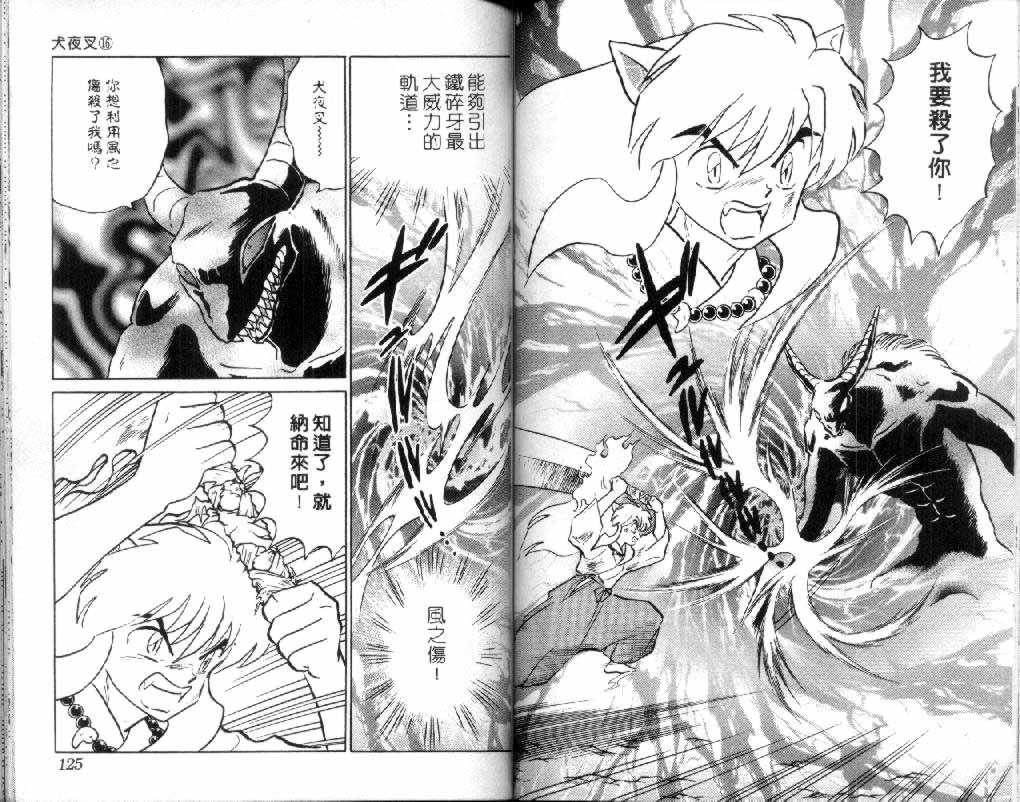 我要殺了你！
能夠引出
鐵碎牙最
大威力的
軌道…
風之傷！
犬夜叉⑯
犬夜叉～～
你想利用風之
傷殺了我嗎？
知道了，就
納命來吧！
125